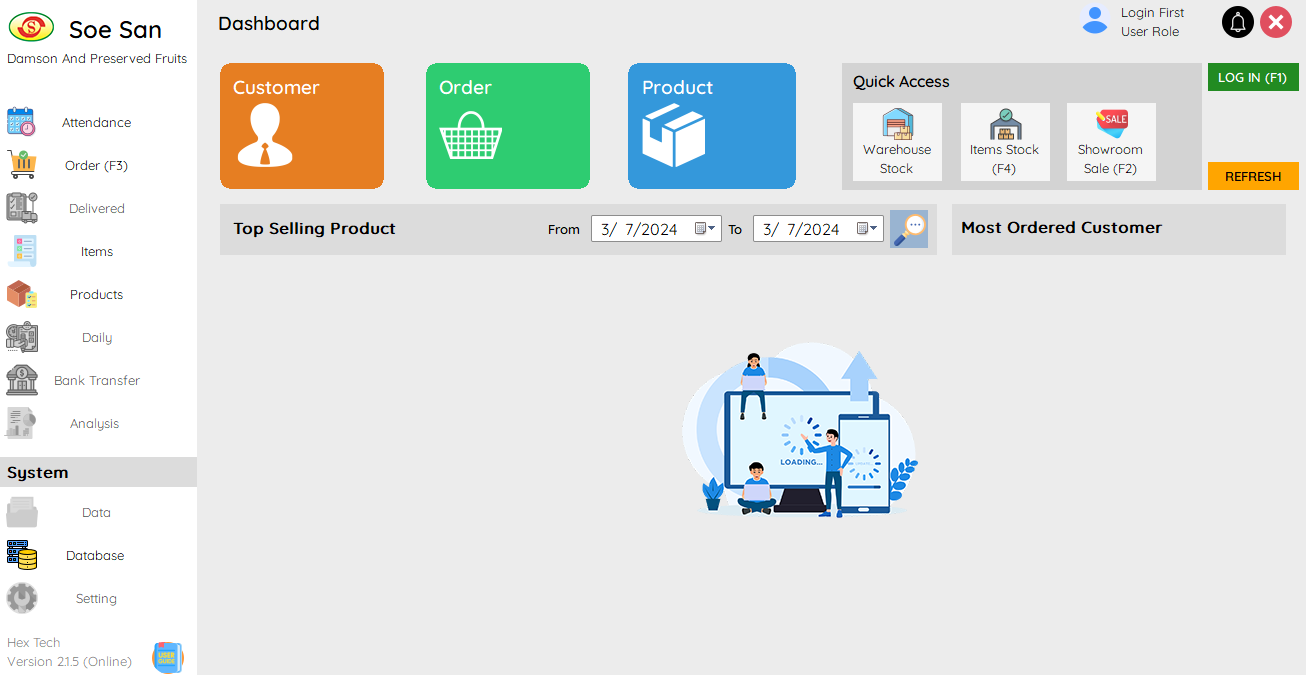 Soe San
Damson And Preserved Fruits
Attendance
Order (F3)
Delivered
Items
Products
Daily
Bank Transfer
Analysis
System
Data
Database
Setting
Hex Tech
Version 2.1.5 (Online)
USER
GUIDE
Dashboard
Login First
User Role
Customer
Order
Product
Quick Access
Warehouse
Stock
Items Stock
(F4)
SALE
Showroom
Sale (F2)
LOG IN (F1)
REFRESH
Top Selling Product
From
3/ 7/2024
To
3/ 7/2024
Most Ordered Customer
LOADING...